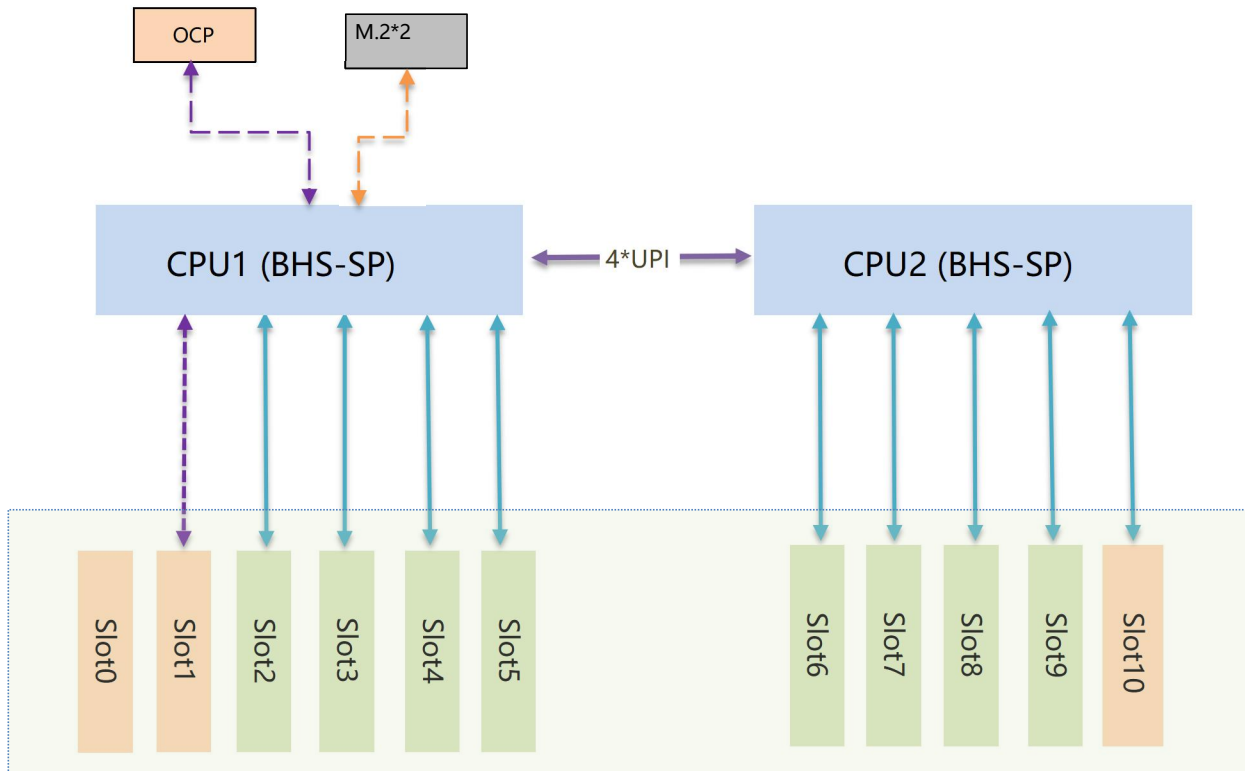 OCP
M.2*2
CPU1 (BHS-SP)
4*UPI
CPU2 (BHS-SP)
Slot0
Slot1
Slot2
Slot3
Slot4
Slot5
Slot6
Slot7
Slot8
Slot9
Slot10